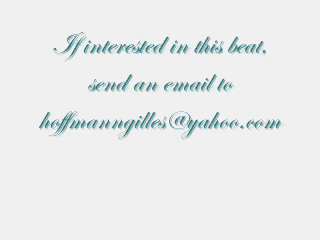 If interested in this beat,
send an email to
hoffmanngilles@yahoo.com